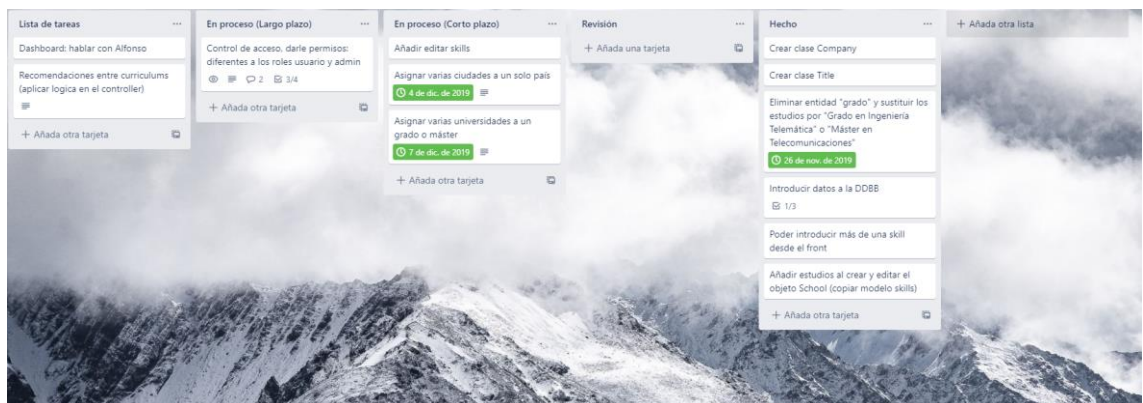 Lista de tareas
Dashboard: hablar con Alfonso
Recomendaciones entre curriculums
(aplicar logica en el controller)
+ Añada otra tarjeta
En proceso (Largo plazo)
Control de acceso, darle permisos:
diferentes a los roles usuario y admin
2
3/4
+ Añada otra tarjeta
En proceso (Corto plazo)
Añadir editar skills
Asignar varias ciudades a un solo país
4 de dic. de 2019
Asignar varias universidades a un
grado o máster
7 de dic. de 2019
+ Añada otra tarjeta
Revisión
+ Añada una tarjeta
Hecho
Crear clase Company
Crear clase Title
Eliminar entidad "grado" y sustituir los
estudios por "Grado en Ingeniería
Telemática" o "Máster en
Telecomunicaciones"
26 de nov. de 2019
Introducir datos a la DDBB
1/3
Poder introducir más de una skill
desde el front
Añadir estudios al crear y editar el
objeto School (copiar modelo skills)
+ Añada otra tarjeta
+ Añada otra lista